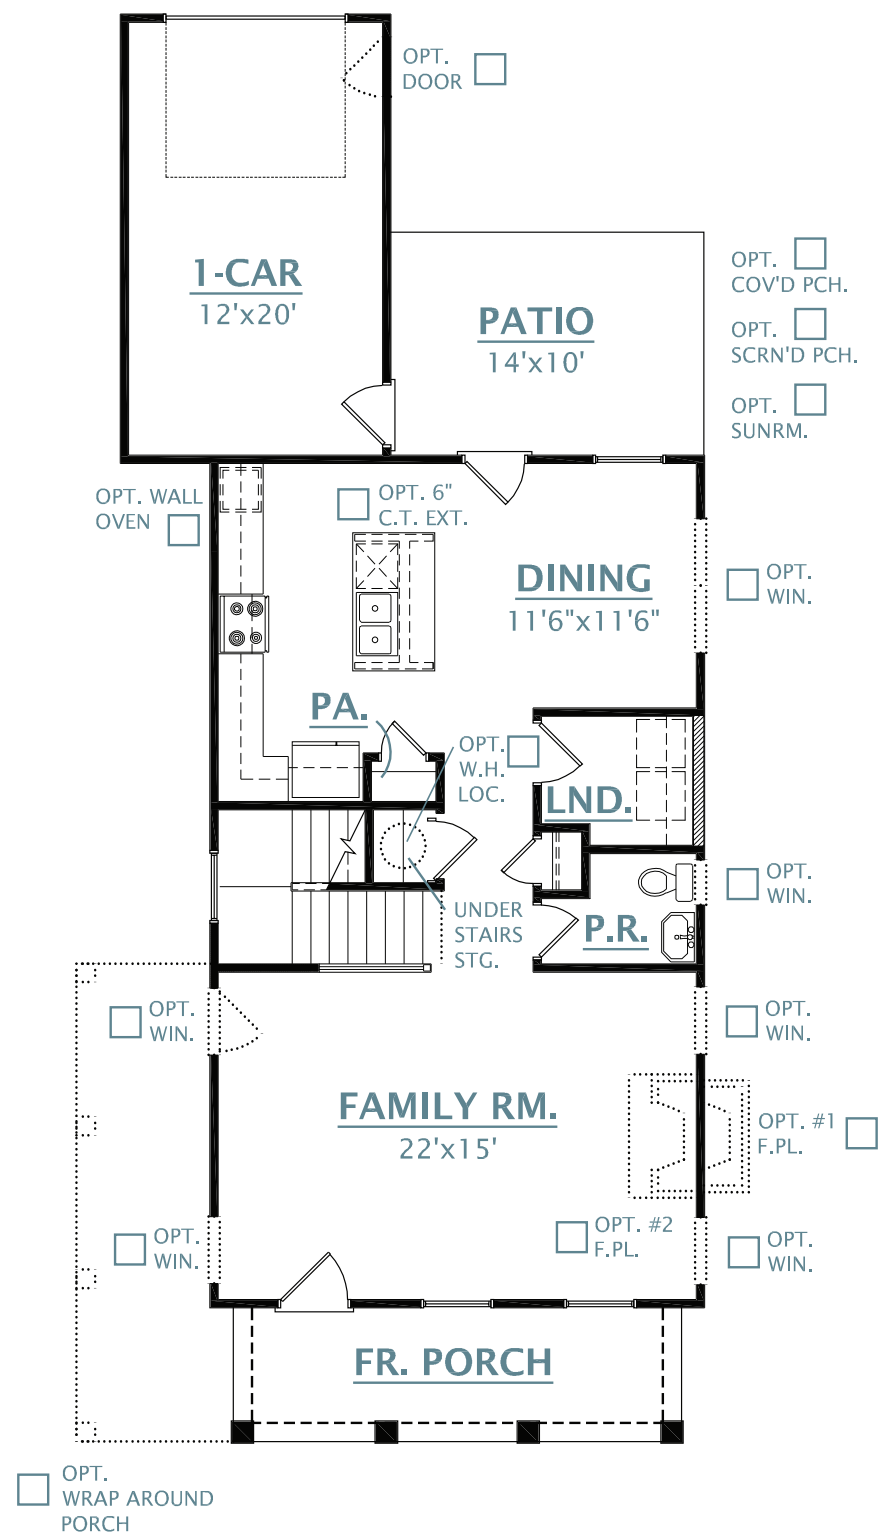 OPT.
DOOR
1-CAR
12'x20'
OPT.
COV'D PCH.
PATIO
14'x10'
OPT.
SCRN'D PCH.
OPT.
SUNRM.
OPT. WALL
OVEN
OPT. 6"
C.T. EXT.
DINING
11'6"x11'6"
OPT.
WIN.
PA.
OPT.
W.H.
LOC.
LND.
OPT.
WIN.
UNDER
STAIRS
STG.
P.R.
OPT.
WIN.
OPT.
WIN.
FAMILY RM.
22'x15'
OPT. #1
F.PL.
OPT. #2
F.PL.
OPT.
WIN.
OPT.
WIN.
FR. PORCH
OPT.
WRAP AROUND
PORCH